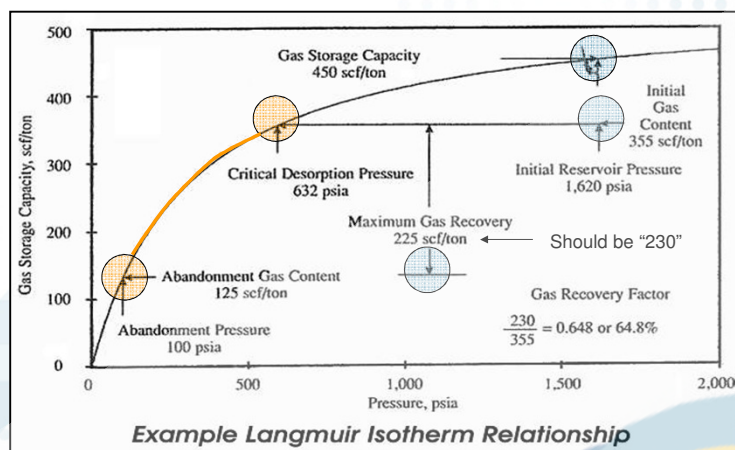 500
400
300
200
100
0
Gas Storage Capacity, scf/ton
Gas Storage Capacity
450 scf/ton
Initial
Gas
Content
355 scf/ton
Critical Desorption Pressure
632 psia
Initial Reservoir Pressure
1,620 psia
Maximum Gas Recovery
225 scf/ton
Should be “230”
Abandonment Gas Content
125 scf/ton
Gas Recovery Factor
230
355
= 0.648 or 64.8%
Abandonment Pressure
100 psia
0
500
1,000
1,500
2,000
Pressure, psia
Example Langmuir Isotherm Relationship